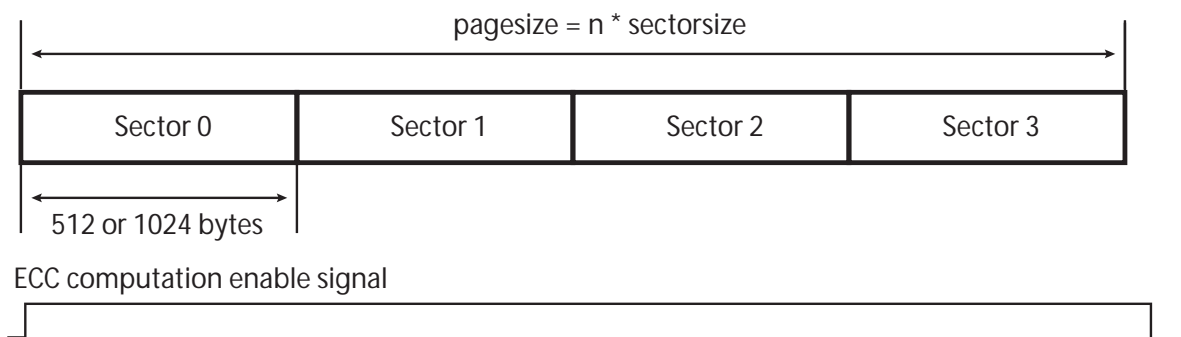 pagesize = n * sectorsize
Sector 0 Sector 1 Sector 2 Sector 3
512 or 1024 bytes
ECC computation enable signal